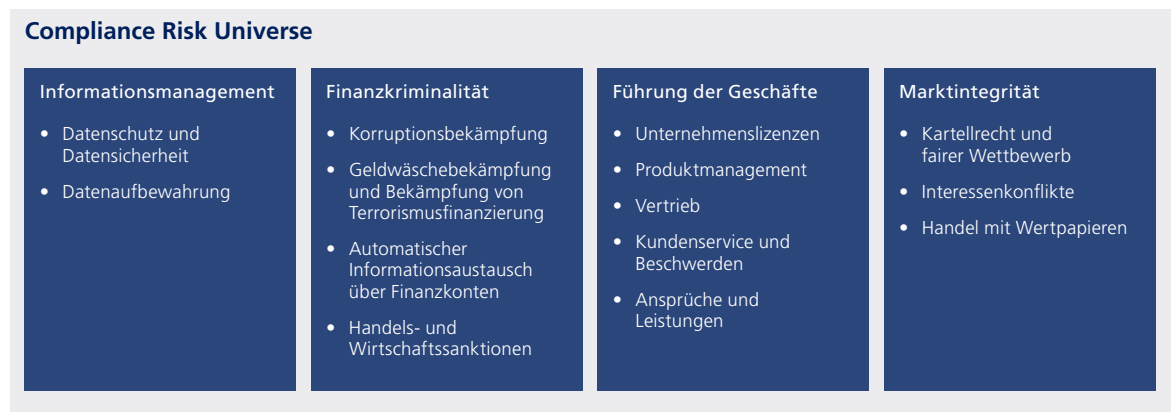 Compliance Risk Universe
Informationsmanagement
• Datenschutz und
Datensicherheit
• Datenaufbewahrung
Finanzkriminalität
• Korruptionsbekämpfung
• Geldwäschebekämpfung
und Bekämpfung von
Terrorismusfinanzierung
• Automatischer
Informationsaustausch
über Finanzkonten
• Handels- und
Wirtschaftssanktionen
Führung der Geschäfte
• Unternehmenslizenzen
• Produktmanagement
• Vertrieb
• Kundenservice und
Beschwerden
• Ansprüche und
Leistungen
Marktintegrität
• Kartellrecht und
fairer Wettbewerb
• Interessenkonflikte
• Handel mit Wertpapieren